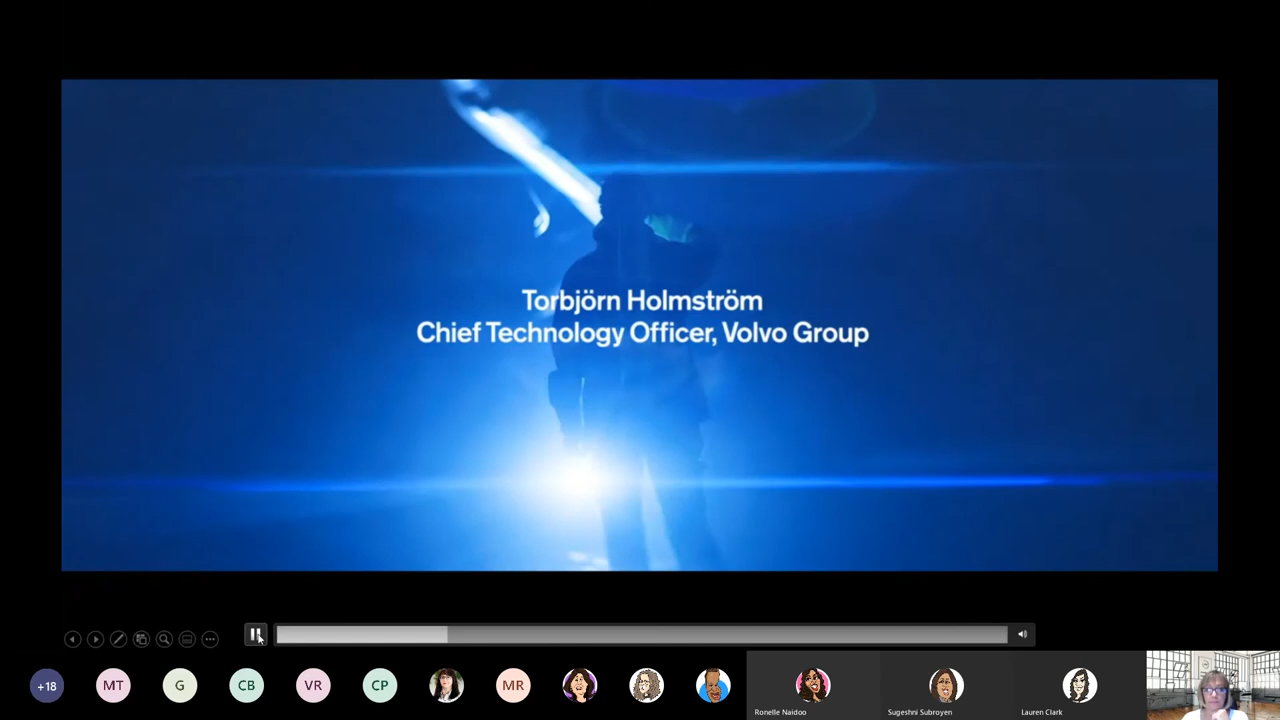 Torbjörn Holmström
Chief Technology Officer, Volvo Group
+18
MT
G
CB
VR
CP
MR
Ronelle Naidoo
Sugeshni Subroyen
Lauren Clark